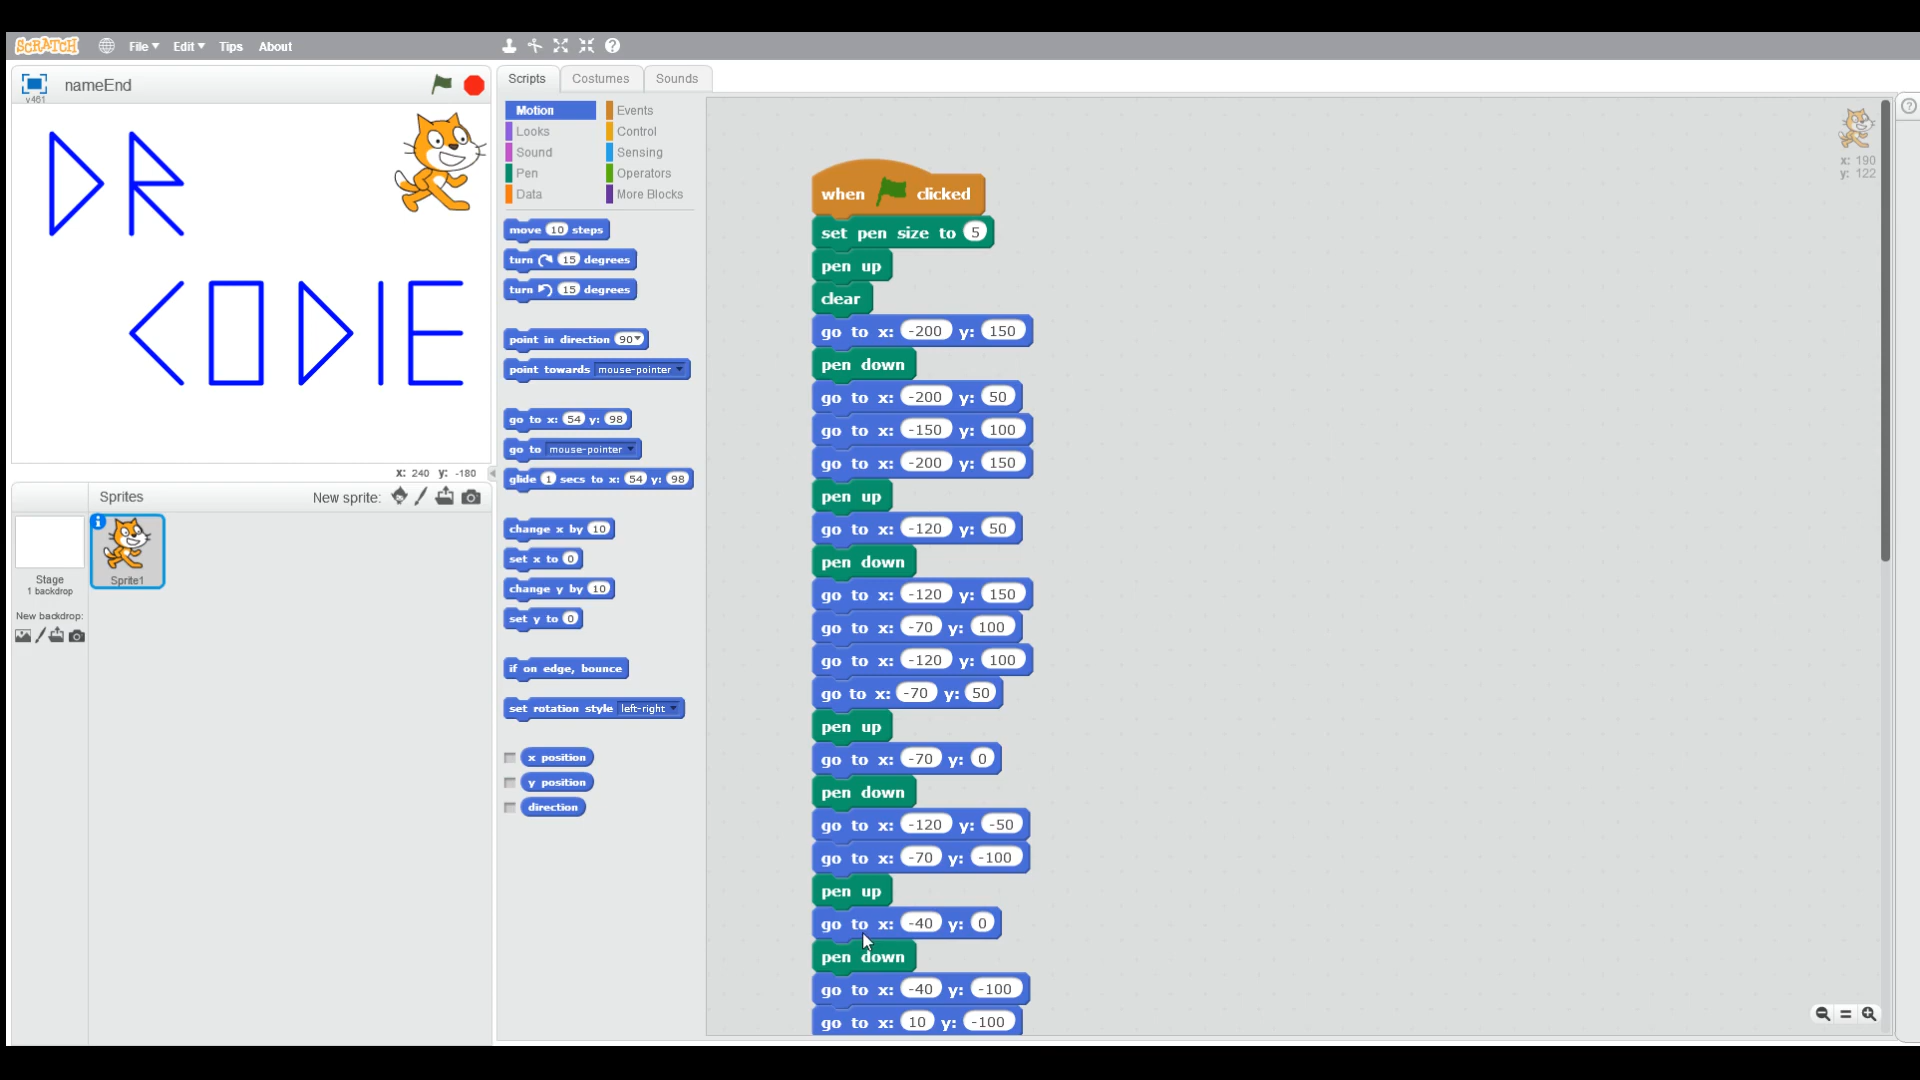 SCRATCH File Edit Tips About
nameEnd
v461
DR
CODIE
x: 240 y: -180
Sprites New sprite:
Sprite1
Stage
1 backdrop
New backdrop:
Scripts Costumes Sounds
Motion Events
Looks Control
Sound Sensing
Pen Operators
Data More Blocks
move 10 steps
turn 15 degrees
turn 15 degrees
point in direction 90
point towards mouse-pointer
go to x: 54 y: 98
go to mouse-pointer
glide 1 secs to x: 54 y: 98
change x by 10
set x to 0
change y by 10
set y to 0
if on edge, bounce
set rotation style left-right
x position
y position
direction
when clicked
set pen size to 5
pen up
clear
go to x: -200 y: 150
pen down
go to x: -200 y: 50
go to x: -150 y: 100
go to x: -200 y: 150
pen up
go to x: -120 y: 50
pen down
go to x: -120 y: 150
go to x: -70 y: 100
go to x: -120 y: 100
go to x: -70 y: 50
pen up
go to x: -70 y: 0
pen down
go to x: -120 y: -50
go to x: -70 y: -100
pen up
go to x: -40 y: 0
pen down
go to x: -40 y: -100
go to x: 10 y: -100
x: 190
y: 122